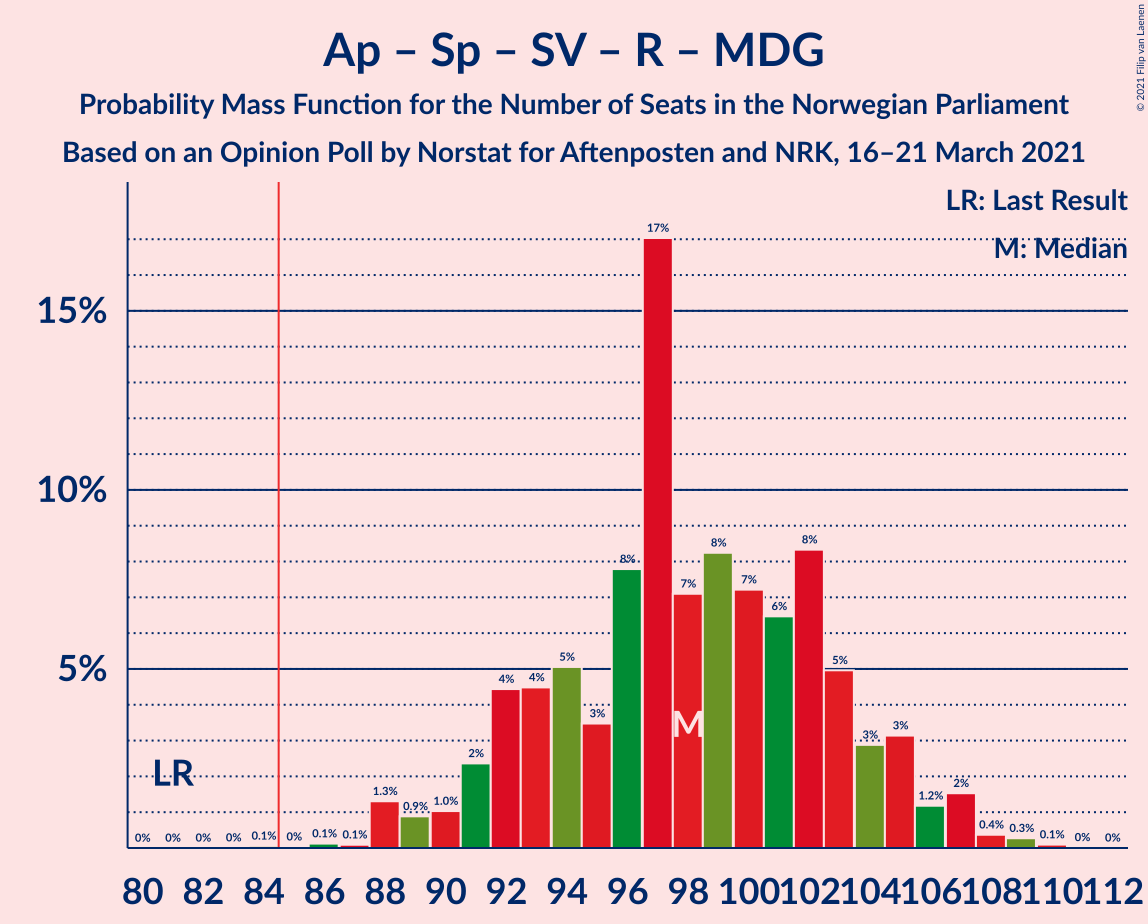 Ap – Sp – SV – R – MDG
Probability Mass Function for the Number of Seats in the Norwegian Parliament
Based on an Opinion Poll by Norstat for Aftenposten and NRK, 16–21 March 2021
© 2021 Filip van Laenen
LR: Last Result
M: Median
15%
10%
5%
LR
M
0% 0% 0% 0% 0.1% 0% 0.1% 0.1% 1.3% 0.9% 1.0% 2% 4% 4% 5% 3% 8% 17% 7% 8% 7% 6% 8% 5% 3% 3% 1.2% 2% 0.4% 0.3% 0.1% 0% 0%
80 82 84 86 88 90 92 94 96 98 100 102 104 106 108 110 112